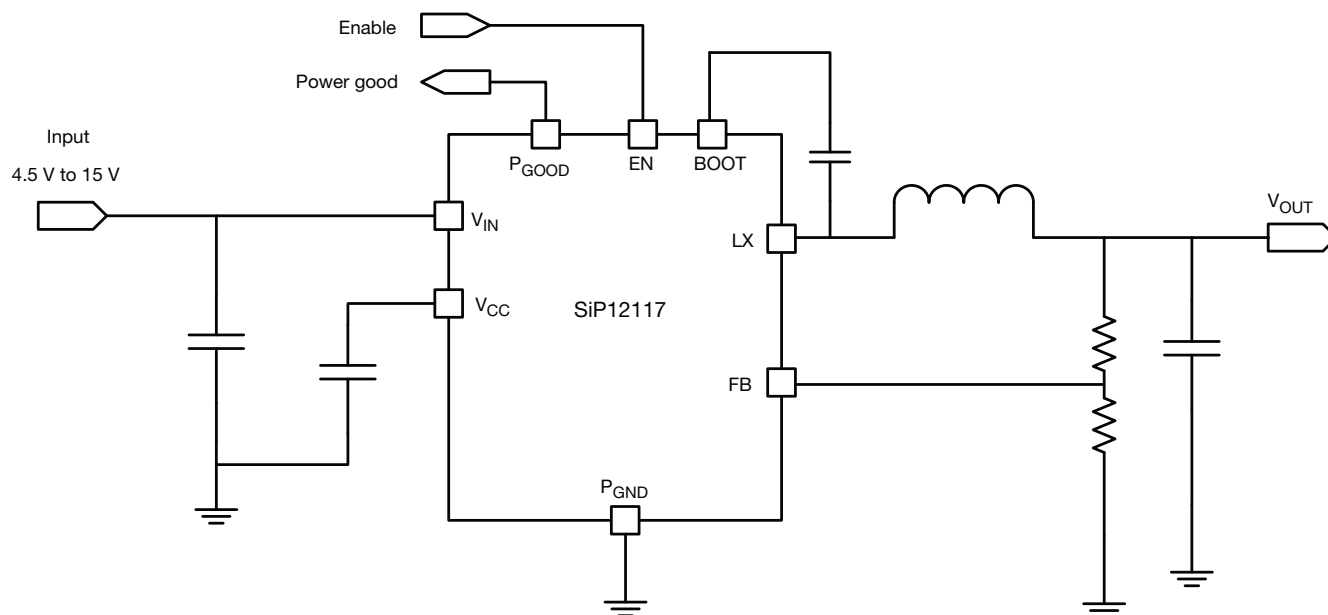 Enable
Power good
Input
4.5 V to 15 V
PGOOD
EN
BOOT
VIN
LX
VOUT
VCC
SiP12117
FB
PGND